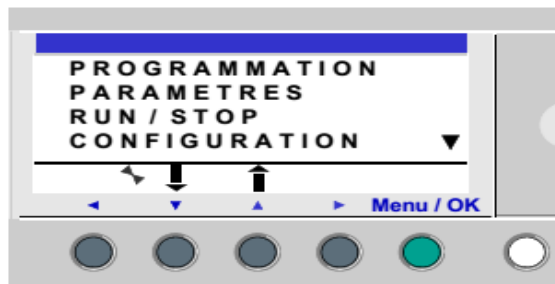 PROGRAMMATION
PARAMETRES
RUN / STOP
CONFIGURATION
Menu / OK